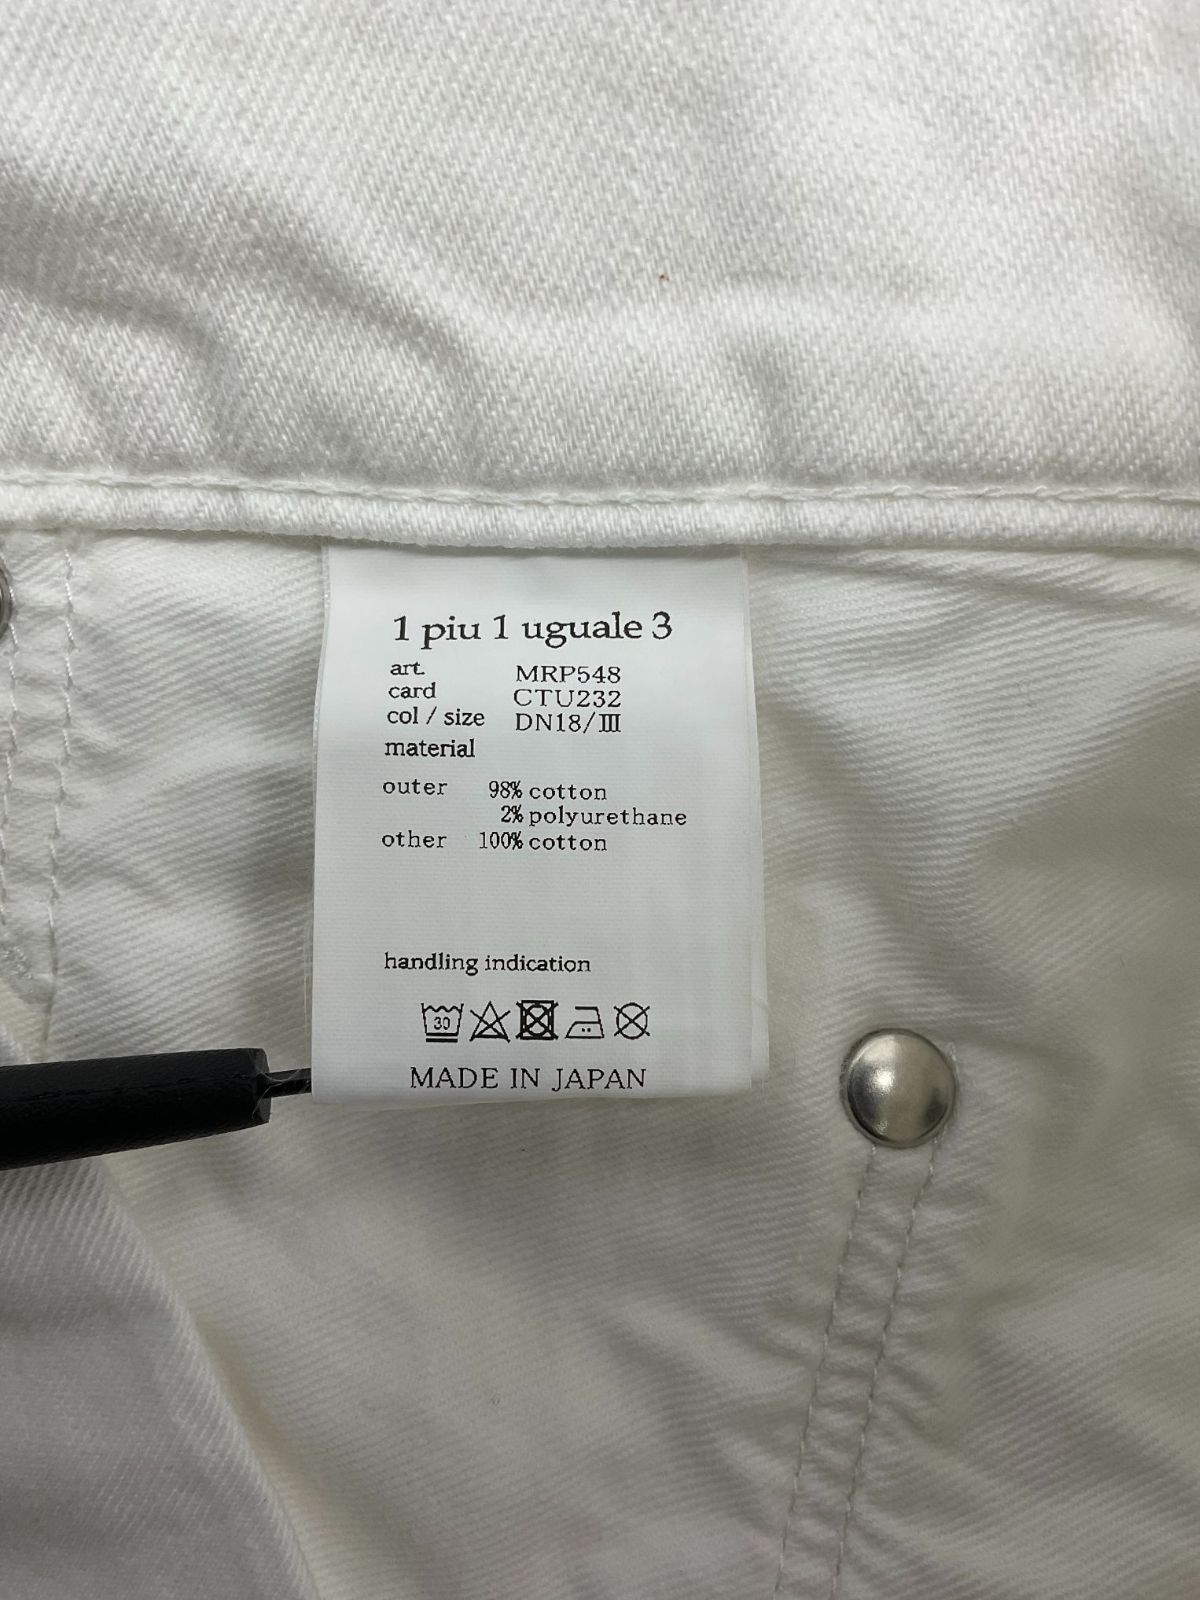 1 piu 1 uguale 3
art. MRP548
card CTU232
col / size DN18/Ⅲ
material
outer 98% cotton
2% polyurethane
other 100% cotton
handling indication
30
MADE IN JAPAN